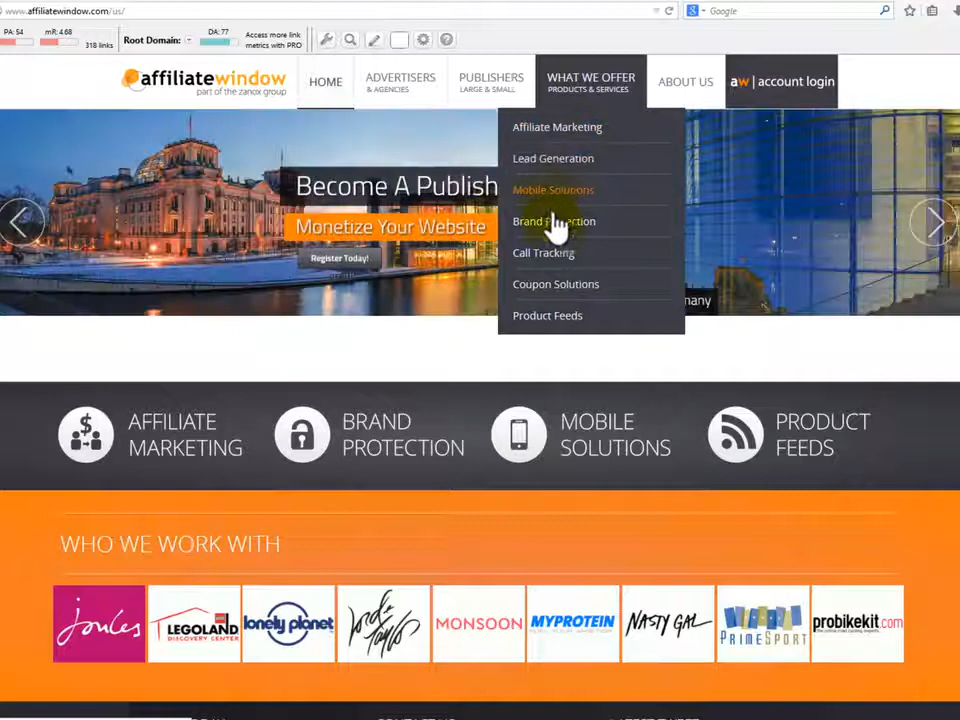 www.affiliatewindow.com/us/
Google
PA: 54
mR: 4.68
318 links
Root Domain:
DA: 77
Access more link
metrics with PRO
affiliatewindow
part of the zanox group
HOME
ADVERTISERS
& AGENCIES
PUBLISHERS
LARGE & SMALL
WHAT WE OFFER
PRODUCTS & SERVICES
ABOUT US
aw | account login
Affiliate Marketing
Lead Generation
Mobile Solutions
Call Tracking
Coupon Solutions
Product Feeds
Become A Publish
Monetize Your Website
Register Today!
many
AFFILIATE
MARKETING
BRAND
PROTECTION
MOBILE
SOLUTIONS
PRODUCT
FEEDS
WHO WE WORK WITH
Joules
LEGOLAND
DISCOVERY CENTER
lonely planet
Lord & Taylor
MONSOON
MYPROTEIN
NASTY GAL
PRIMESPORT
probikekit.com